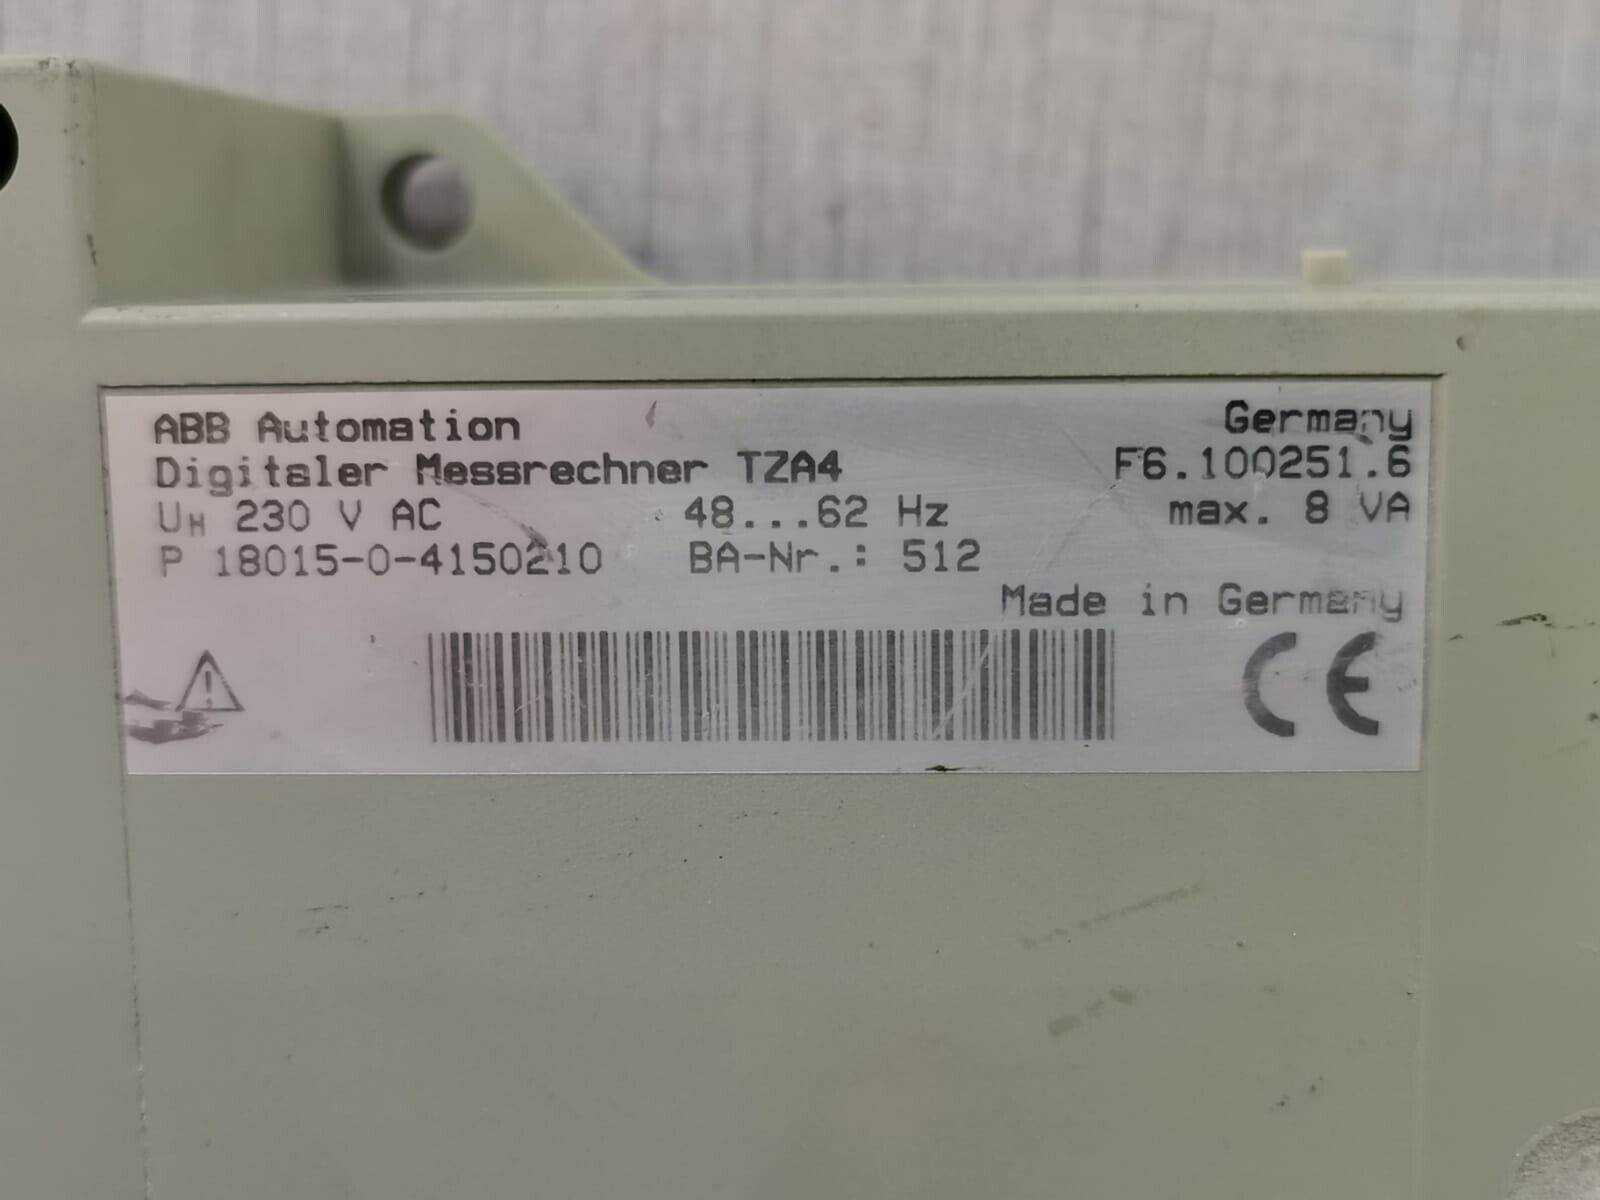 ABB Automation Germany
Digitaler Messrechner TZA4 F6.100251.6
UH 230 V AC 48...62 Hz max. 8 VA
P 18015-0-4150210 BA-Nr.: 512
Made in Germany
CE